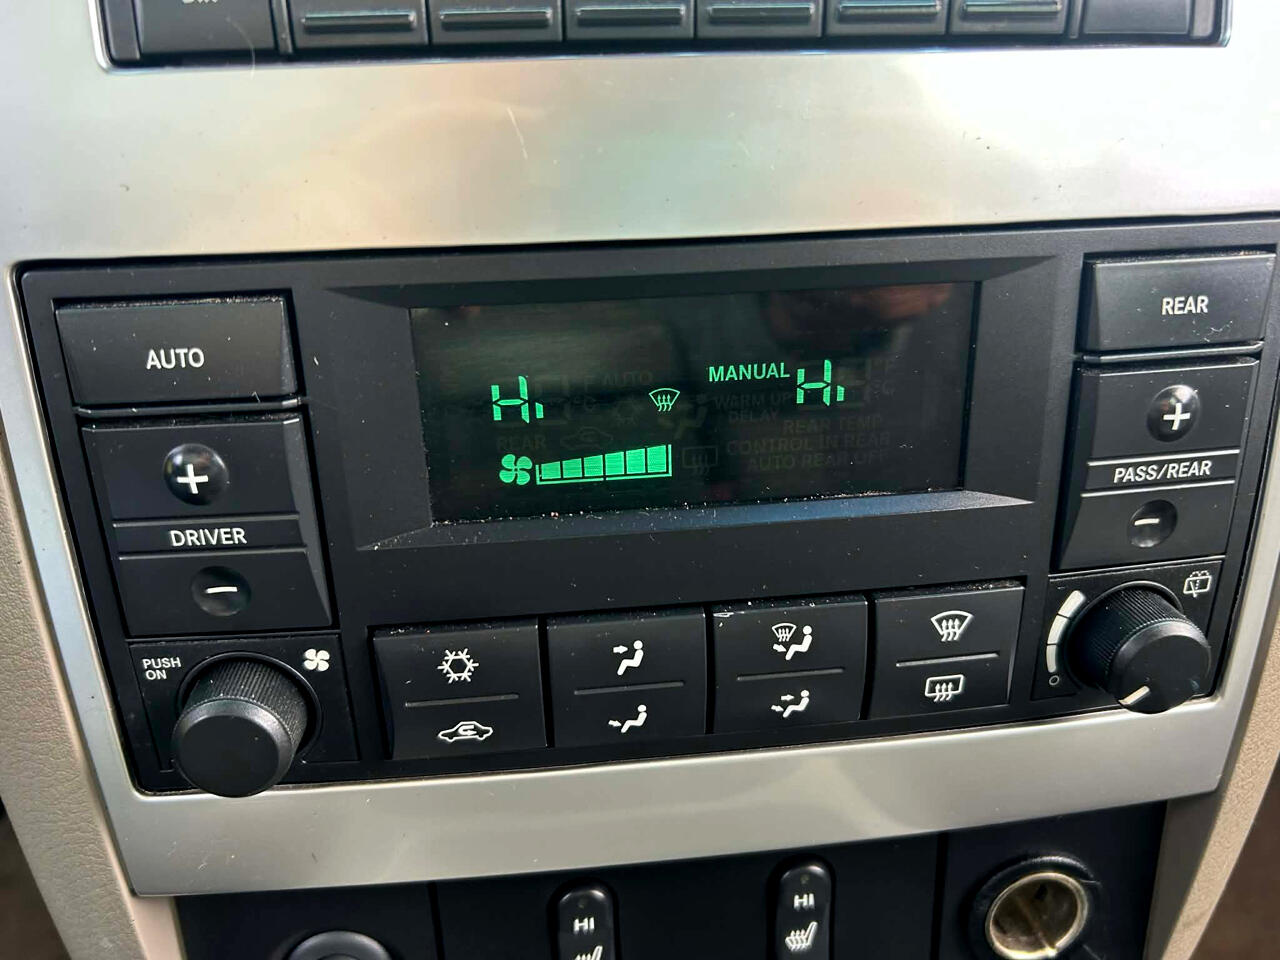 AUTO
DRIVER
PUSH
ON
Hi
AUTO
MANUAL
Hi
F
C
WARM UP
DELAY
REAR
REAR TEMP
CONTROL IN REAR
AUTO REAR OFF
REAR
PASS/REAR
HI
HI